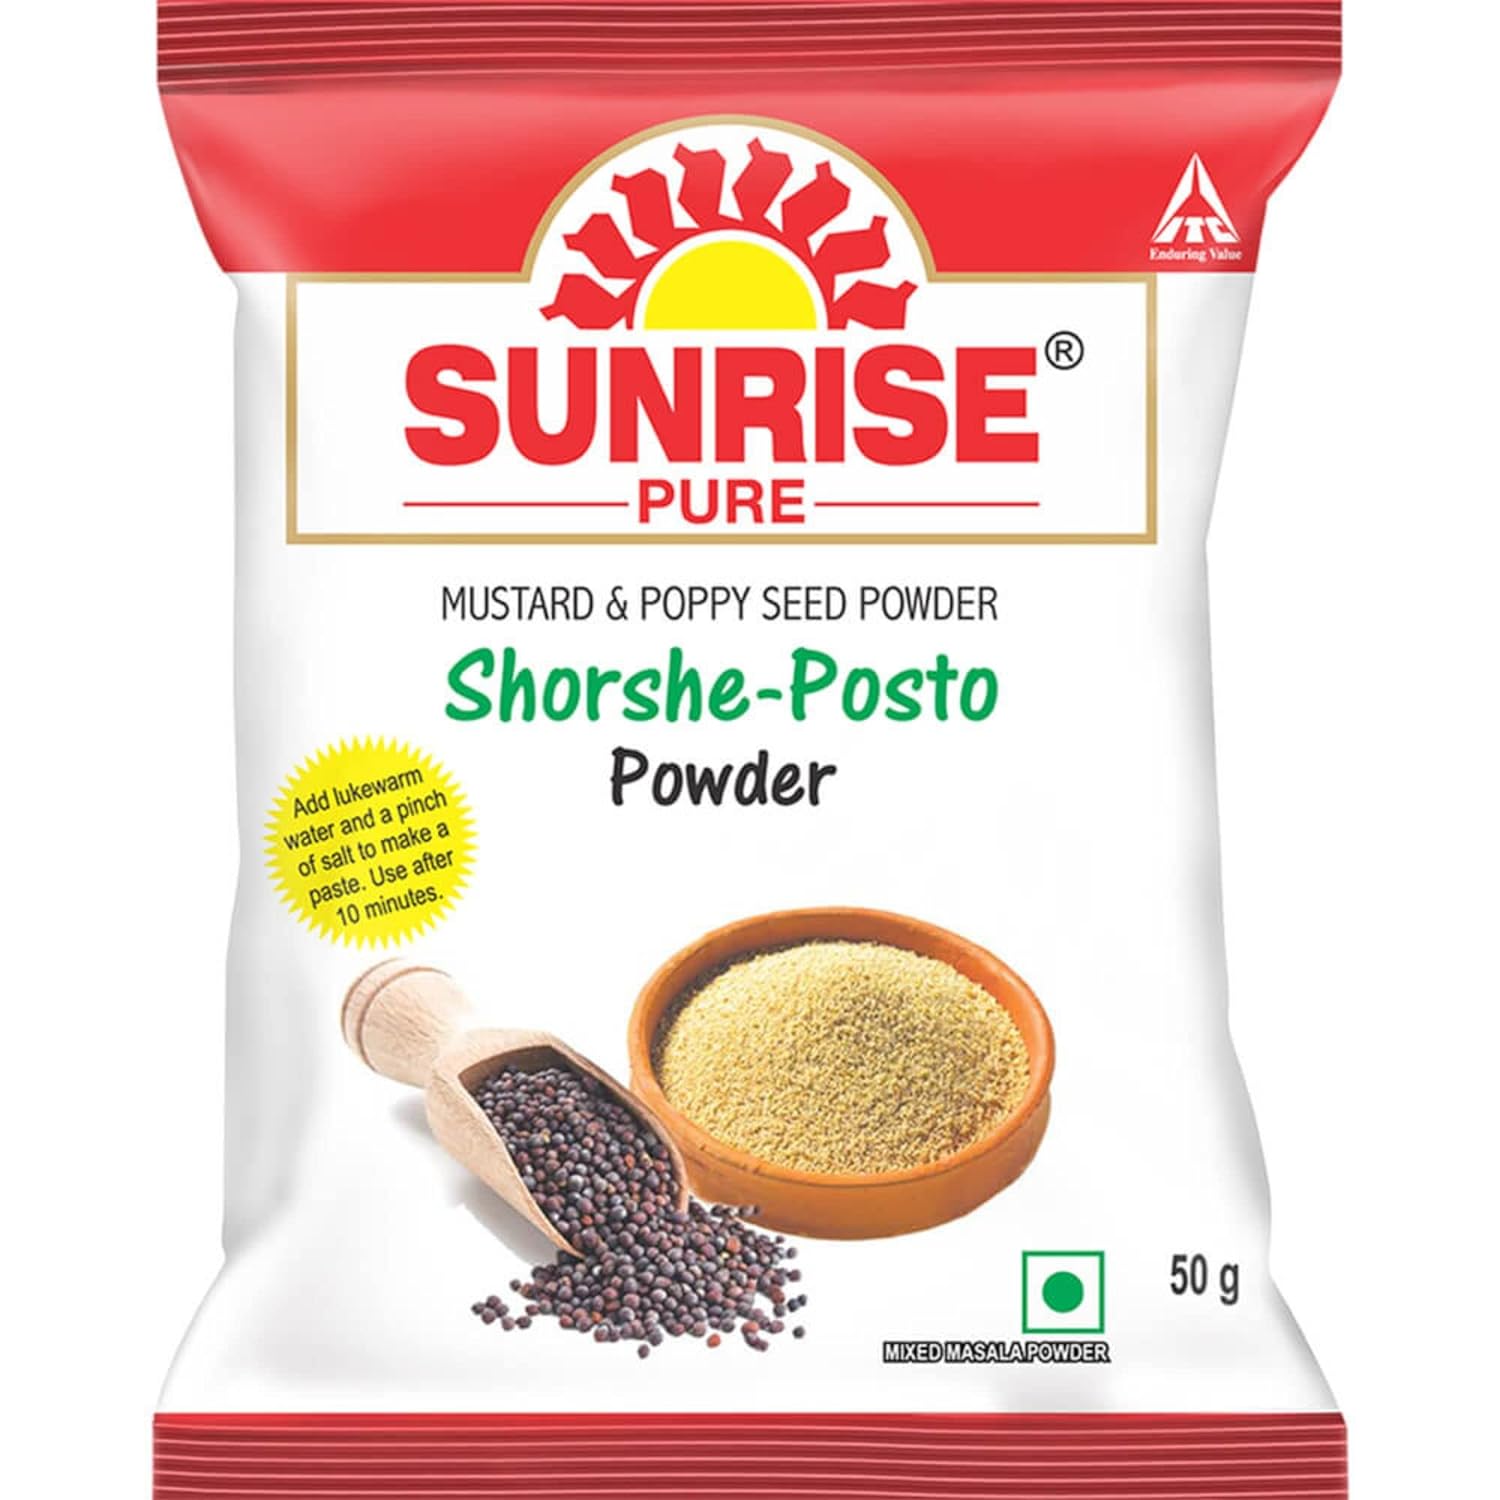 ITC
Enduring Value
SUNRISE®
PURE
MUSTARD & POPPY SEED POWDER
Shorshe-Posto
Powder
Add lukewarm
water and a pinch
of salt to make a
paste. Use after
10 minutes.
50 g
MIXED MASALA POWDER